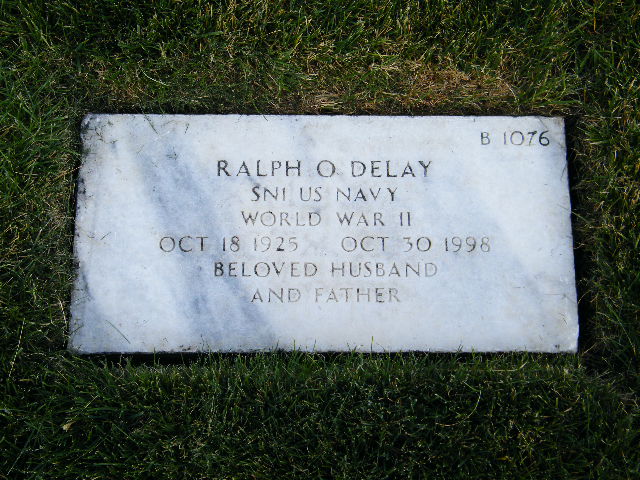 B 1076
RALPH O DELAY
SN1 US NAVY
WORLD WAR II
OCT 18 1925 OCT 30 1998
BELOVED HUSBAND
AND FATHER